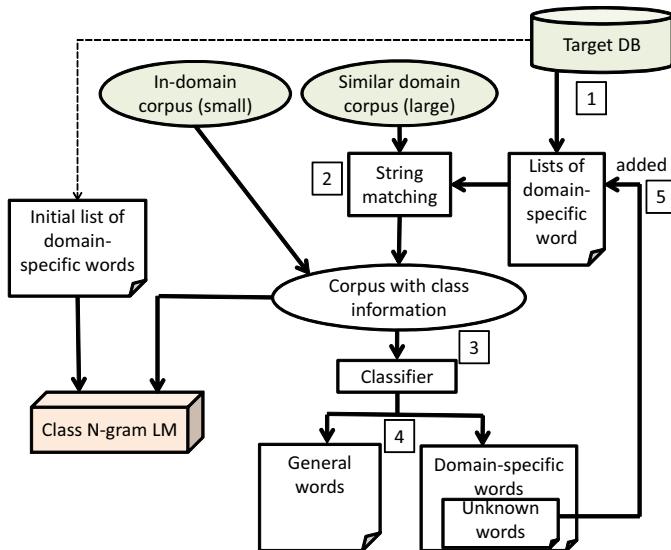 Target DB
In-domain
corpus (small)
Similar domain
corpus (large)
1
2
String
matching
Lists of
domain-
specific
word
added
5
Initial list of
domain-
specific words
Corpus with class
information
3
Classifier
Class N-gram LM
4
General
words
Domain-specific
words
Unknown
words